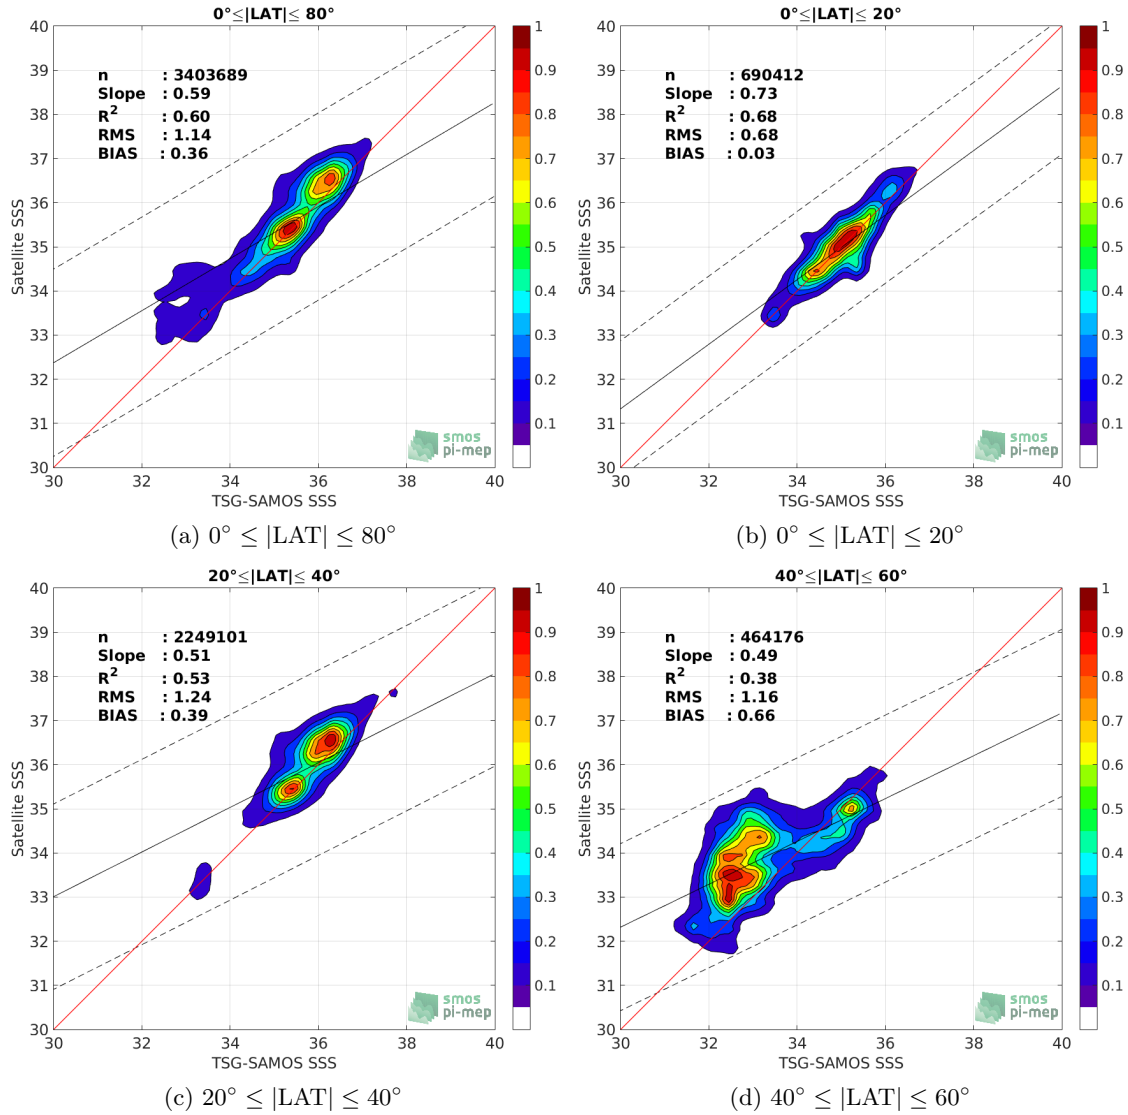 0°≤|LAT|≤ 80°
n : 3403689
Slope : 0.59
R² : 0.60
RMS : 1.14
BIAS : 0.36
40
39
38
37
36
35
34
33
32
31
30
Satellite SSS
30 32 34 36 38 40
TSG-SAMOS SSS
1
0.9
0.8
0.7
0.6
0.5
0.4
0.3
0.2
0.1
smos
pi-mep
(a) 0° ≤ |LAT| ≤ 80°
0°≤|LAT|≤ 20°
n : 690412
Slope : 0.73
R² : 0.68
RMS : 0.68
BIAS : 0.03
40
39
38
37
36
35
34
33
32
31
30
Satellite SSS
30 32 34 36 38 40
TSG-SAMOS SSS
1
0.9
0.8
0.7
0.6
0.5
0.4
0.3
0.2
0.1
smos
pi-mep
(b) 0° ≤ |LAT| ≤ 20°
20°≤|LAT|≤ 40°
n : 2249101
Slope : 0.51
R² : 0.53
RMS : 1.24
BIAS : 0.39
40
39
38
37
36
35
34
33
32
31
30
Satellite SSS
30 32 34 36 38 40
TSG-SAMOS SSS
1
0.9
0.8
0.7
0.6
0.5
0.4
0.3
0.2
0.1
smos
pi-mep
(c) 20° ≤ |LAT| ≤ 40°
40°≤|LAT|≤ 60°
n : 464176
Slope : 0.49
R² : 0.38
RMS : 1.16
BIAS : 0.66
40
39
38
37
36
35
34
33
32
31
30
Satellite SSS
30 32 34 36 38 40
TSG-SAMOS SSS
1
0.9
0.8
0.7
0.6
0.5
0.4
0.3
0.2
0.1
smos
pi-mep
(d) 40° ≤ |LAT| ≤ 60°